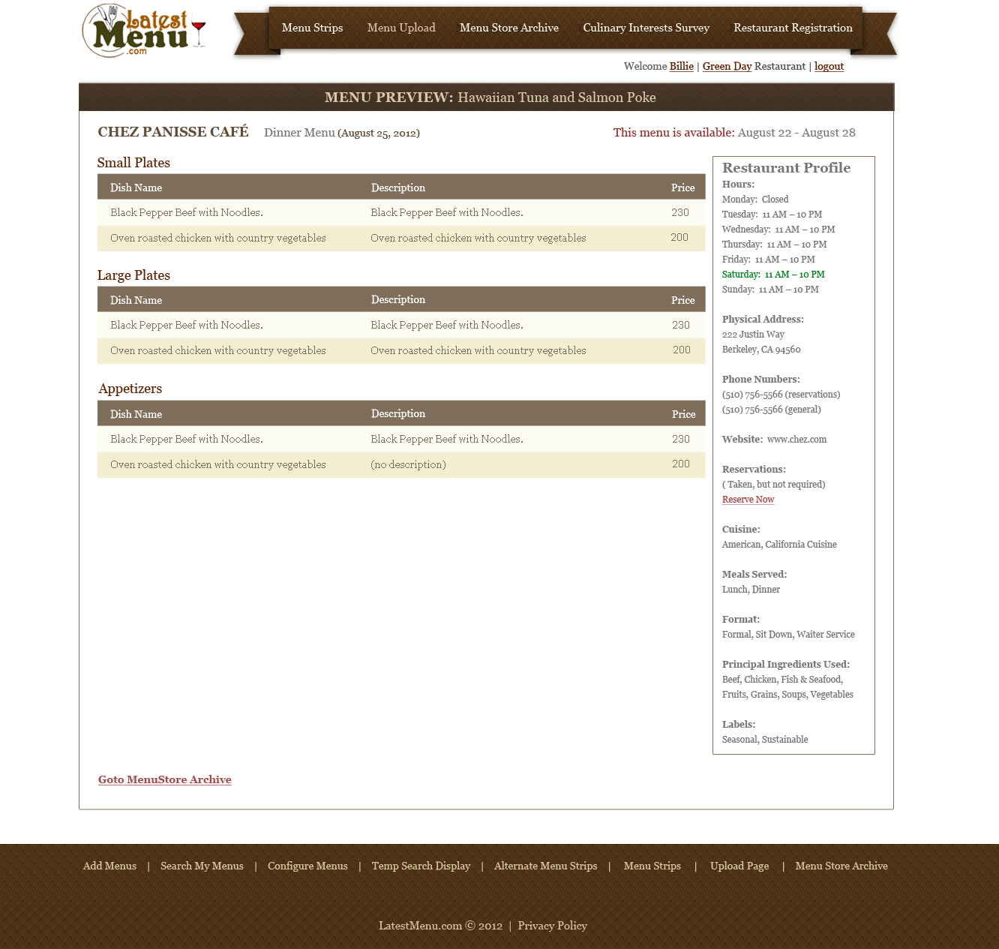 Latest
Menu
.com
Menu Strips Menu Upload Menu Store Archive Culinary Interests Survey Restaurant Registration
Welcome Billie | Green Day Restaurant | logout
MENU PREVIEW: Hawaiian Tuna and Salmon Poke
CHEZ PANISSE CAFÉ Dinner Menu (August 25, 2012) This menu is available: August 22 - August 28
Small Plates
Dish Name Description Price
Black Pepper Beef with Noodles. Black Pepper Beef with Noodles. 230
Oven roasted chicken with country vegetables Oven roasted chicken with country vegetables 200
Large Plates
Dish Name Description Price
Black Pepper Beef with Noodles. Black Pepper Beef with Noodles. 230
Oven roasted chicken with country vegetables Oven roasted chicken with country vegetables 200
Appetizers
Dish Name Description Price
Black Pepper Beef with Noodles. Black Pepper Beef with Noodles. 230
Oven roasted chicken with country vegetables (no description) 200
Restaurant Profile
Hours:
Monday: Closed
Tuesday: 11 AM – 10 PM
Wednesday: 11 AM – 10 PM
Thursday: 11 AM – 10 PM
Friday: 11 AM – 10 PM
Saturday: 11 AM – 10 PM
Sunday: 11 AM – 10 PM
Physical Address:
222 Justin Way
Berkeley, CA 94560
Phone Numbers:
(510) 756-5566 (reservations)
(510) 756-5566 (general)
Website: www.chez.com
Reservations:
( Taken, but not required)
Reserve Now
Cuisine:
American, California Cuisine
Meals Served:
Lunch, Dinner
Format:
Formal, Sit Down, Waiter Service
Principal Ingredients Used:
Beef, Chicken, Fish & Seafood,
Fruits, Grains, Soups, Vegetables
Labels:
Seasonal, Sustainable
Goto MenuStore Archive
Add Menus | Search My Menus | Configure Menus | Temp Search Display | Alternate Menu Strips | Menu Strips | Upload Page | Menu Store Archive
LatestMenu.com © 2012 | Privacy Policy